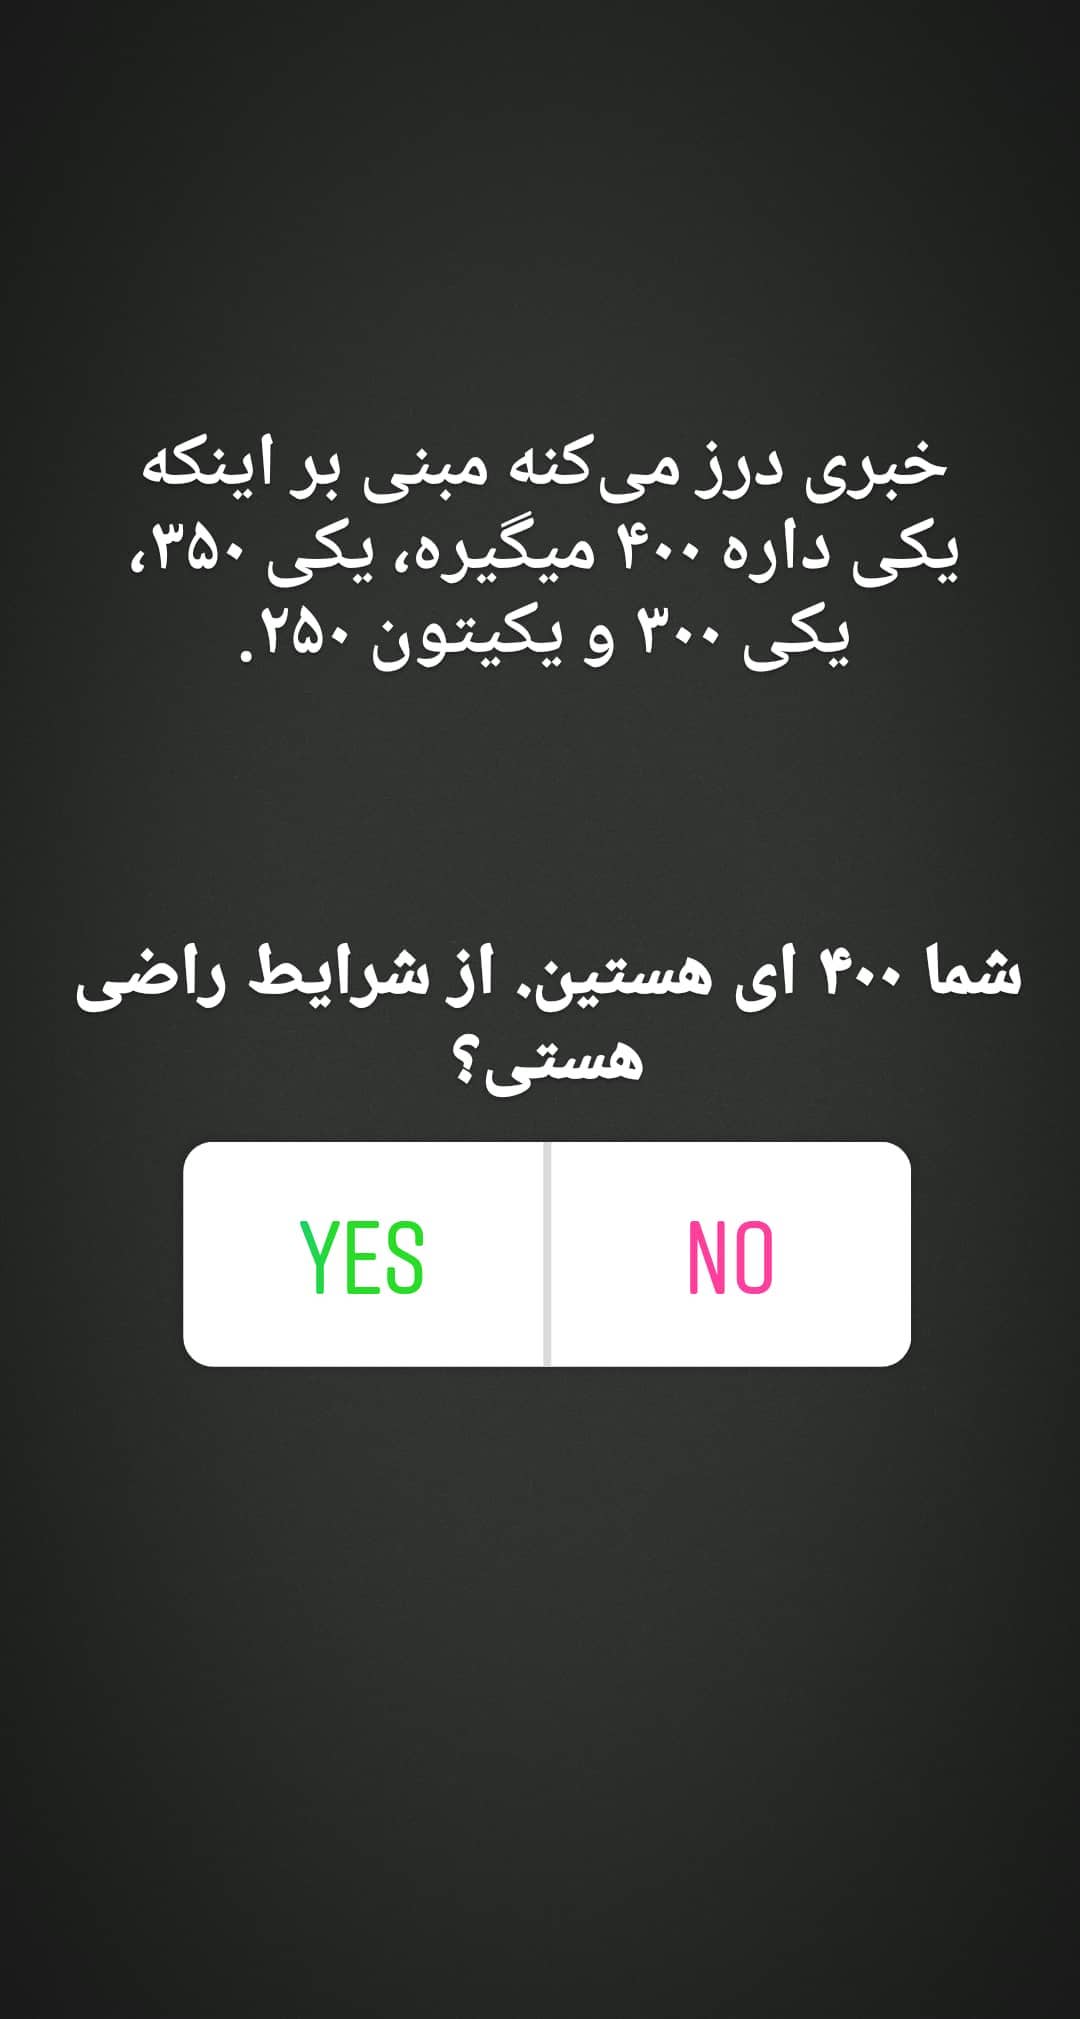 خبری درز می‌کنه مبنی بر اینکه
یکی داره ۴۰۰ میگیره، یکی ۳۵۰،
یکی ۳۰۰ و یکیتون ۲۵۰.
شما ۴۰۰ ای هستین. از شرایط راضی
هستی؟
YES NO